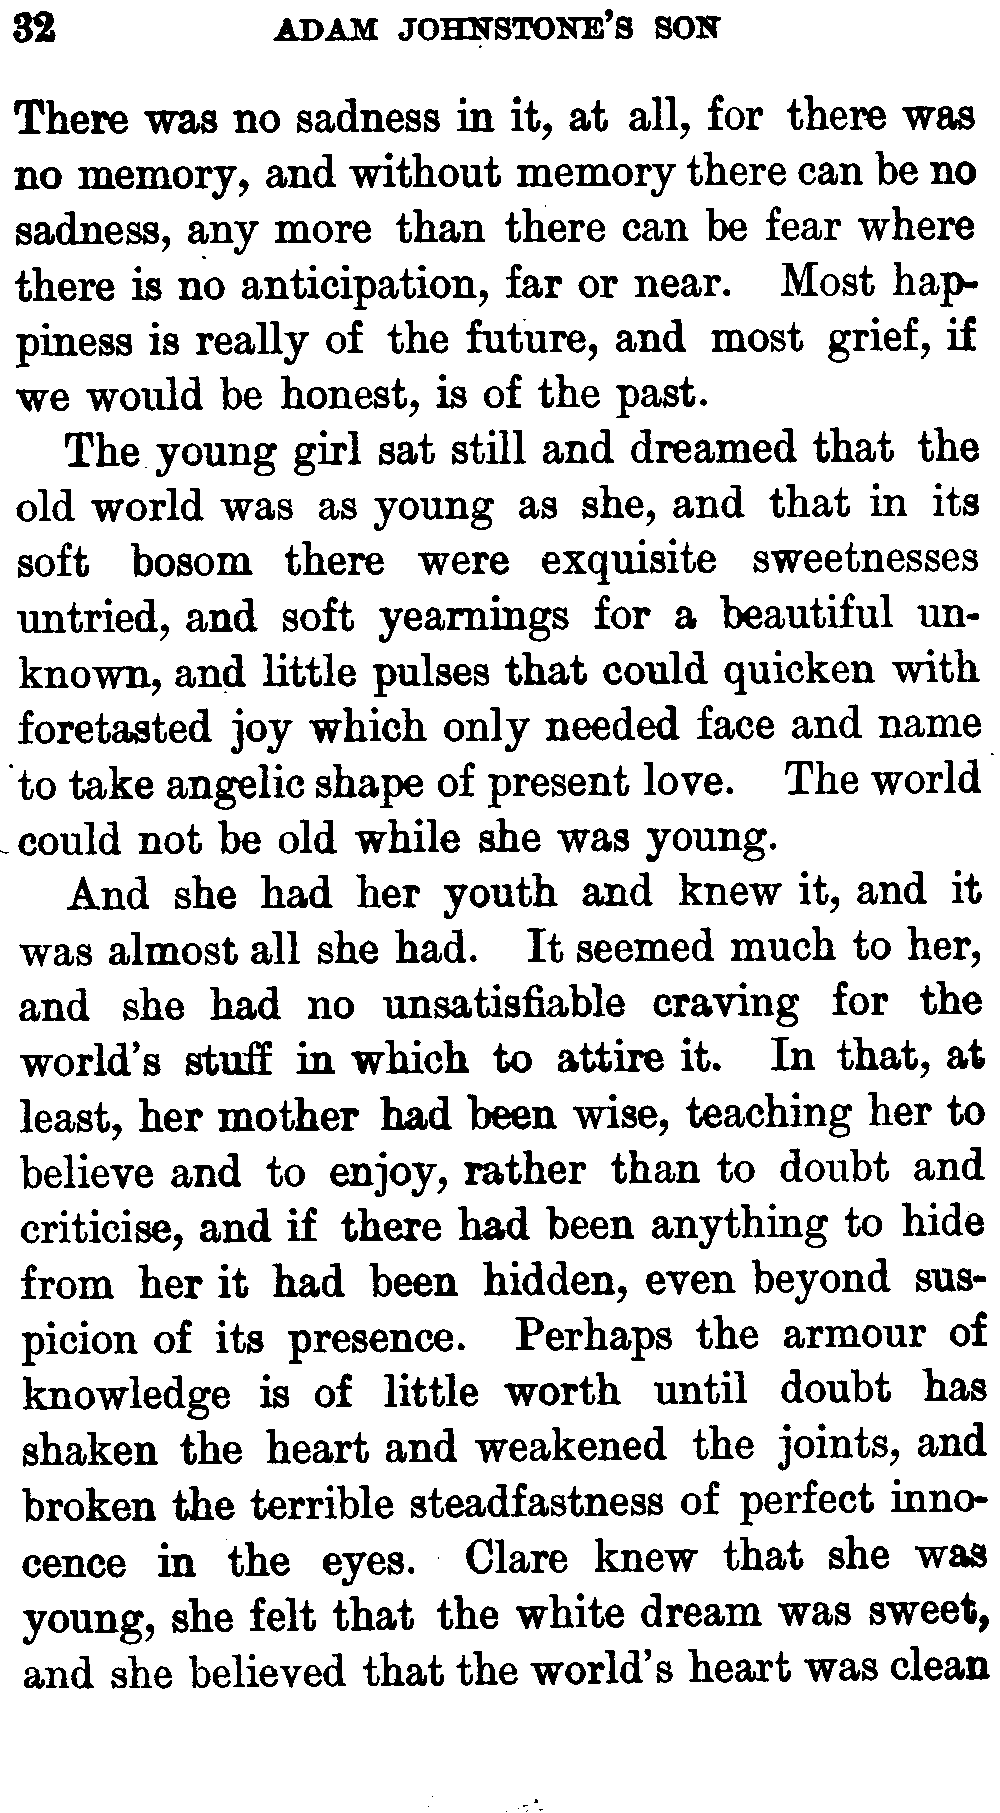 32 ADAM JOHNSTONE'S SON
There was no sadness in it, at all, for there was
no memory, and without memory there can be no
sadness, any more than there can be fear where
there is no anticipation, far or near. Most hap-
piness is really of the future, and most grief, if
we would be honest, is of the past.
The young girl sat still and dreamed that the
old world was as young as she, and that in its
soft bosom there were exquisite sweetnesses
untried, and soft yearnings for a beautiful un-
known, and little pulses that could quicken with
foretasted joy which only needed face and name
to take angelic shape of present love. The world
could not be old while she was young.
And she had her youth and knew it, and it
was almost all she had. It seemed much to her,
and she had no unsatisfiable craving for the
world's stuff in which to attire it. In that, at
least, her mother had been wise, teaching her to
believe and to enjoy, rather than to doubt and
criticise, and if there had been anything to hide
from her it had been hidden, even beyond sus-
picion of its presence. Perhaps the armour of
knowledge is of little worth until doubt has
shaken the heart and weakened the joints, and
broken the terrible steadfastness of perfect inno-
cence in the eyes. Clare knew that she was
young, she felt that the white dream was sweet,
and she believed that the world's heart was clean